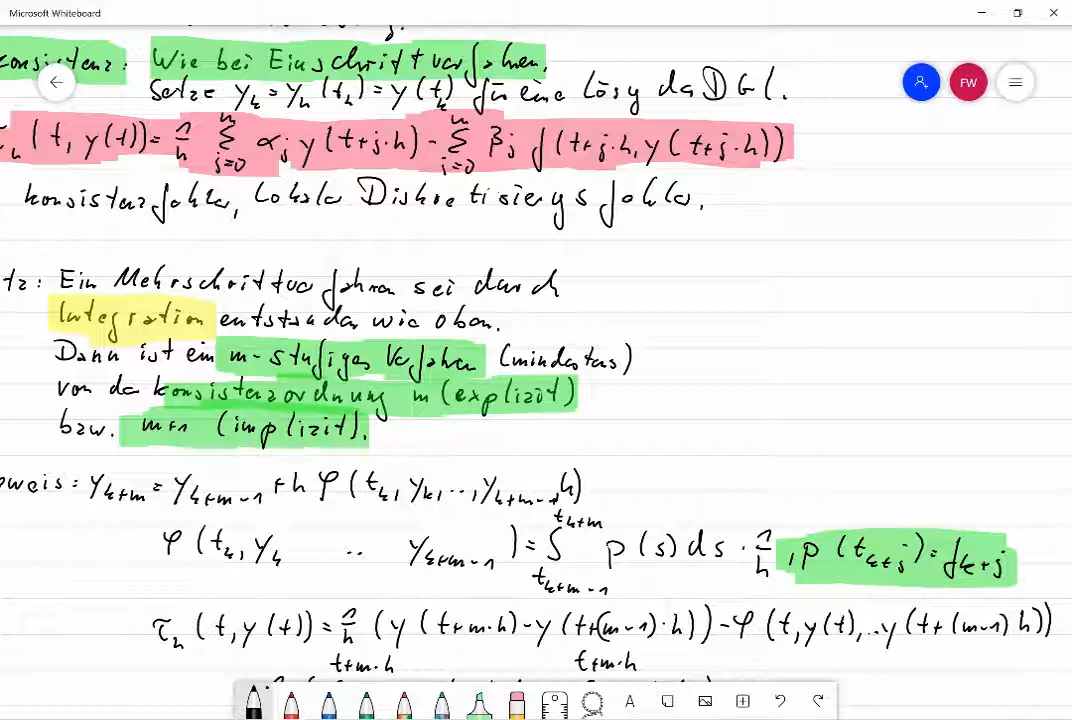 Microsoft Whiteboard
Konsistenz: Wie bei Einschrittverfahren.
Setze y_k = y_h(t_k) = y(t_k) für eine Lösg der DGL.
τ_h (t, y(t)) = 1/h Σ_{j=0}^{m} α_j y(t+j·h) - Σ_{j=0}^{m} β_j f(t+j·h, y(t+j·h))
Konsistenzfehler, Lokaler Diskretisierungsfehler.
tz: Ein Mehrschrittverfahren sei durch
Integration entstanden wie oben.
Dann ist ein m-stufiges Verfahren (mindestens)
von der Konsistenzordnung m (explizit)
bzw. m+1 (implizit).
weis: y_{k+m} = y_{k+m-1} + h φ(t_k, y_k, .., y_{k+m-1}, h)
φ(t_k, y_k .. y_{k+m-1}) = ∫_{t_{k+m-1}}^{t_{k+m}} p(s) ds · 1/h, p(t_{k+j}) = f_{k+j}
τ_h (t, y(t)) = 1/h (y(t+m·h) - y(t+(m-1)·h)) - φ(t, y(t), .. y(t+(m-1)h))
t+m·h t+m·h